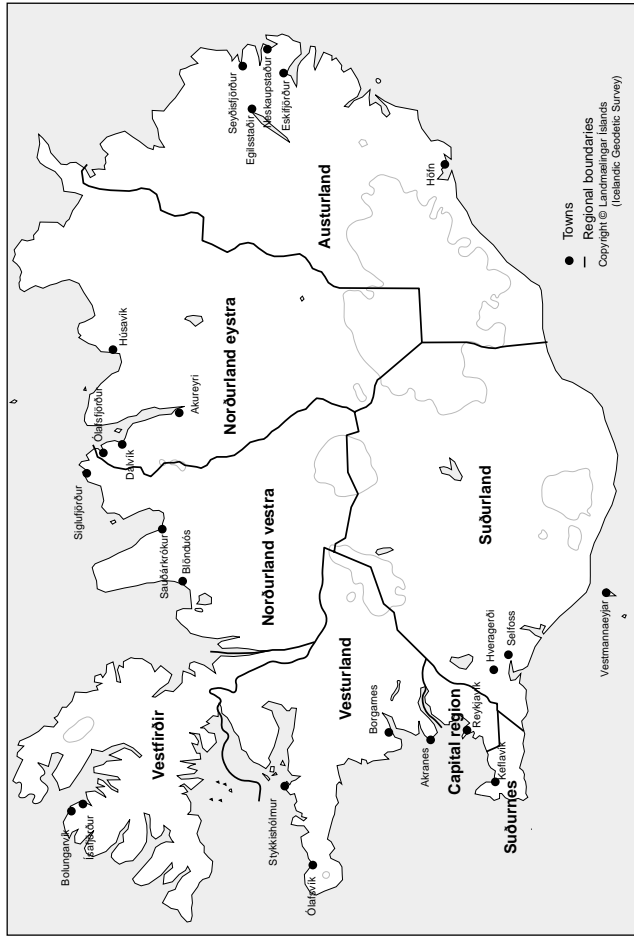 Bolungarvík
Ísafjörður
Vestfirðir
Siglufjörður
Ólafsfjörður
Dalvík
Húsavík
Sauðárkrókur
Blönduós
Akureyri
Norðurland vestra
Norðurland eystra
Seyðisfjörður
Egilsstaðir
Neskaupstaður
Eskifjörður
Austurland
Höfn
Stykkishólmur
Ólafsvík
Vesturland
Borgarnes
Akranes
Capital region
Reykjavík
Keflavík
Suðurnes
Suðurland
Hveragerði
Selfoss
Vestmannaeyjar
Towns
Regional boundaries
Copyright © Landmælingar Íslands
(Icelandic Geodetic Survey)